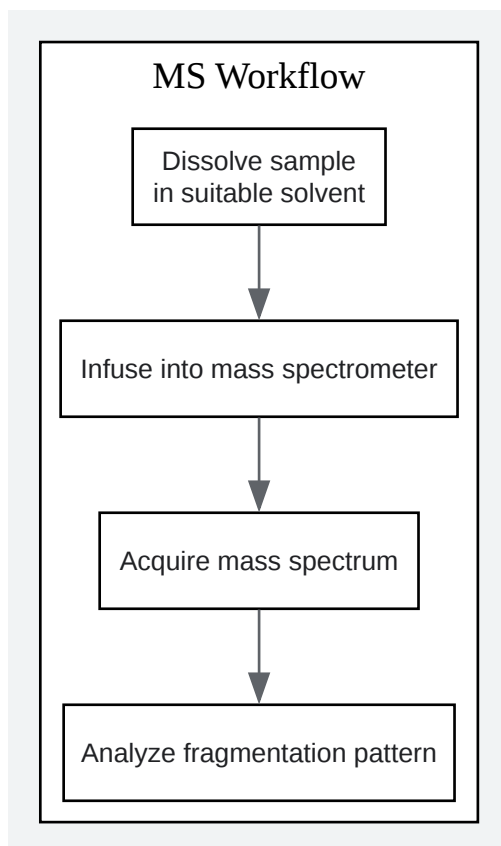 MS Workflow
Dissolve sample
in suitable solvent
Infuse into mass spectrometer
Acquire mass spectrum
Analyze fragmentation pattern